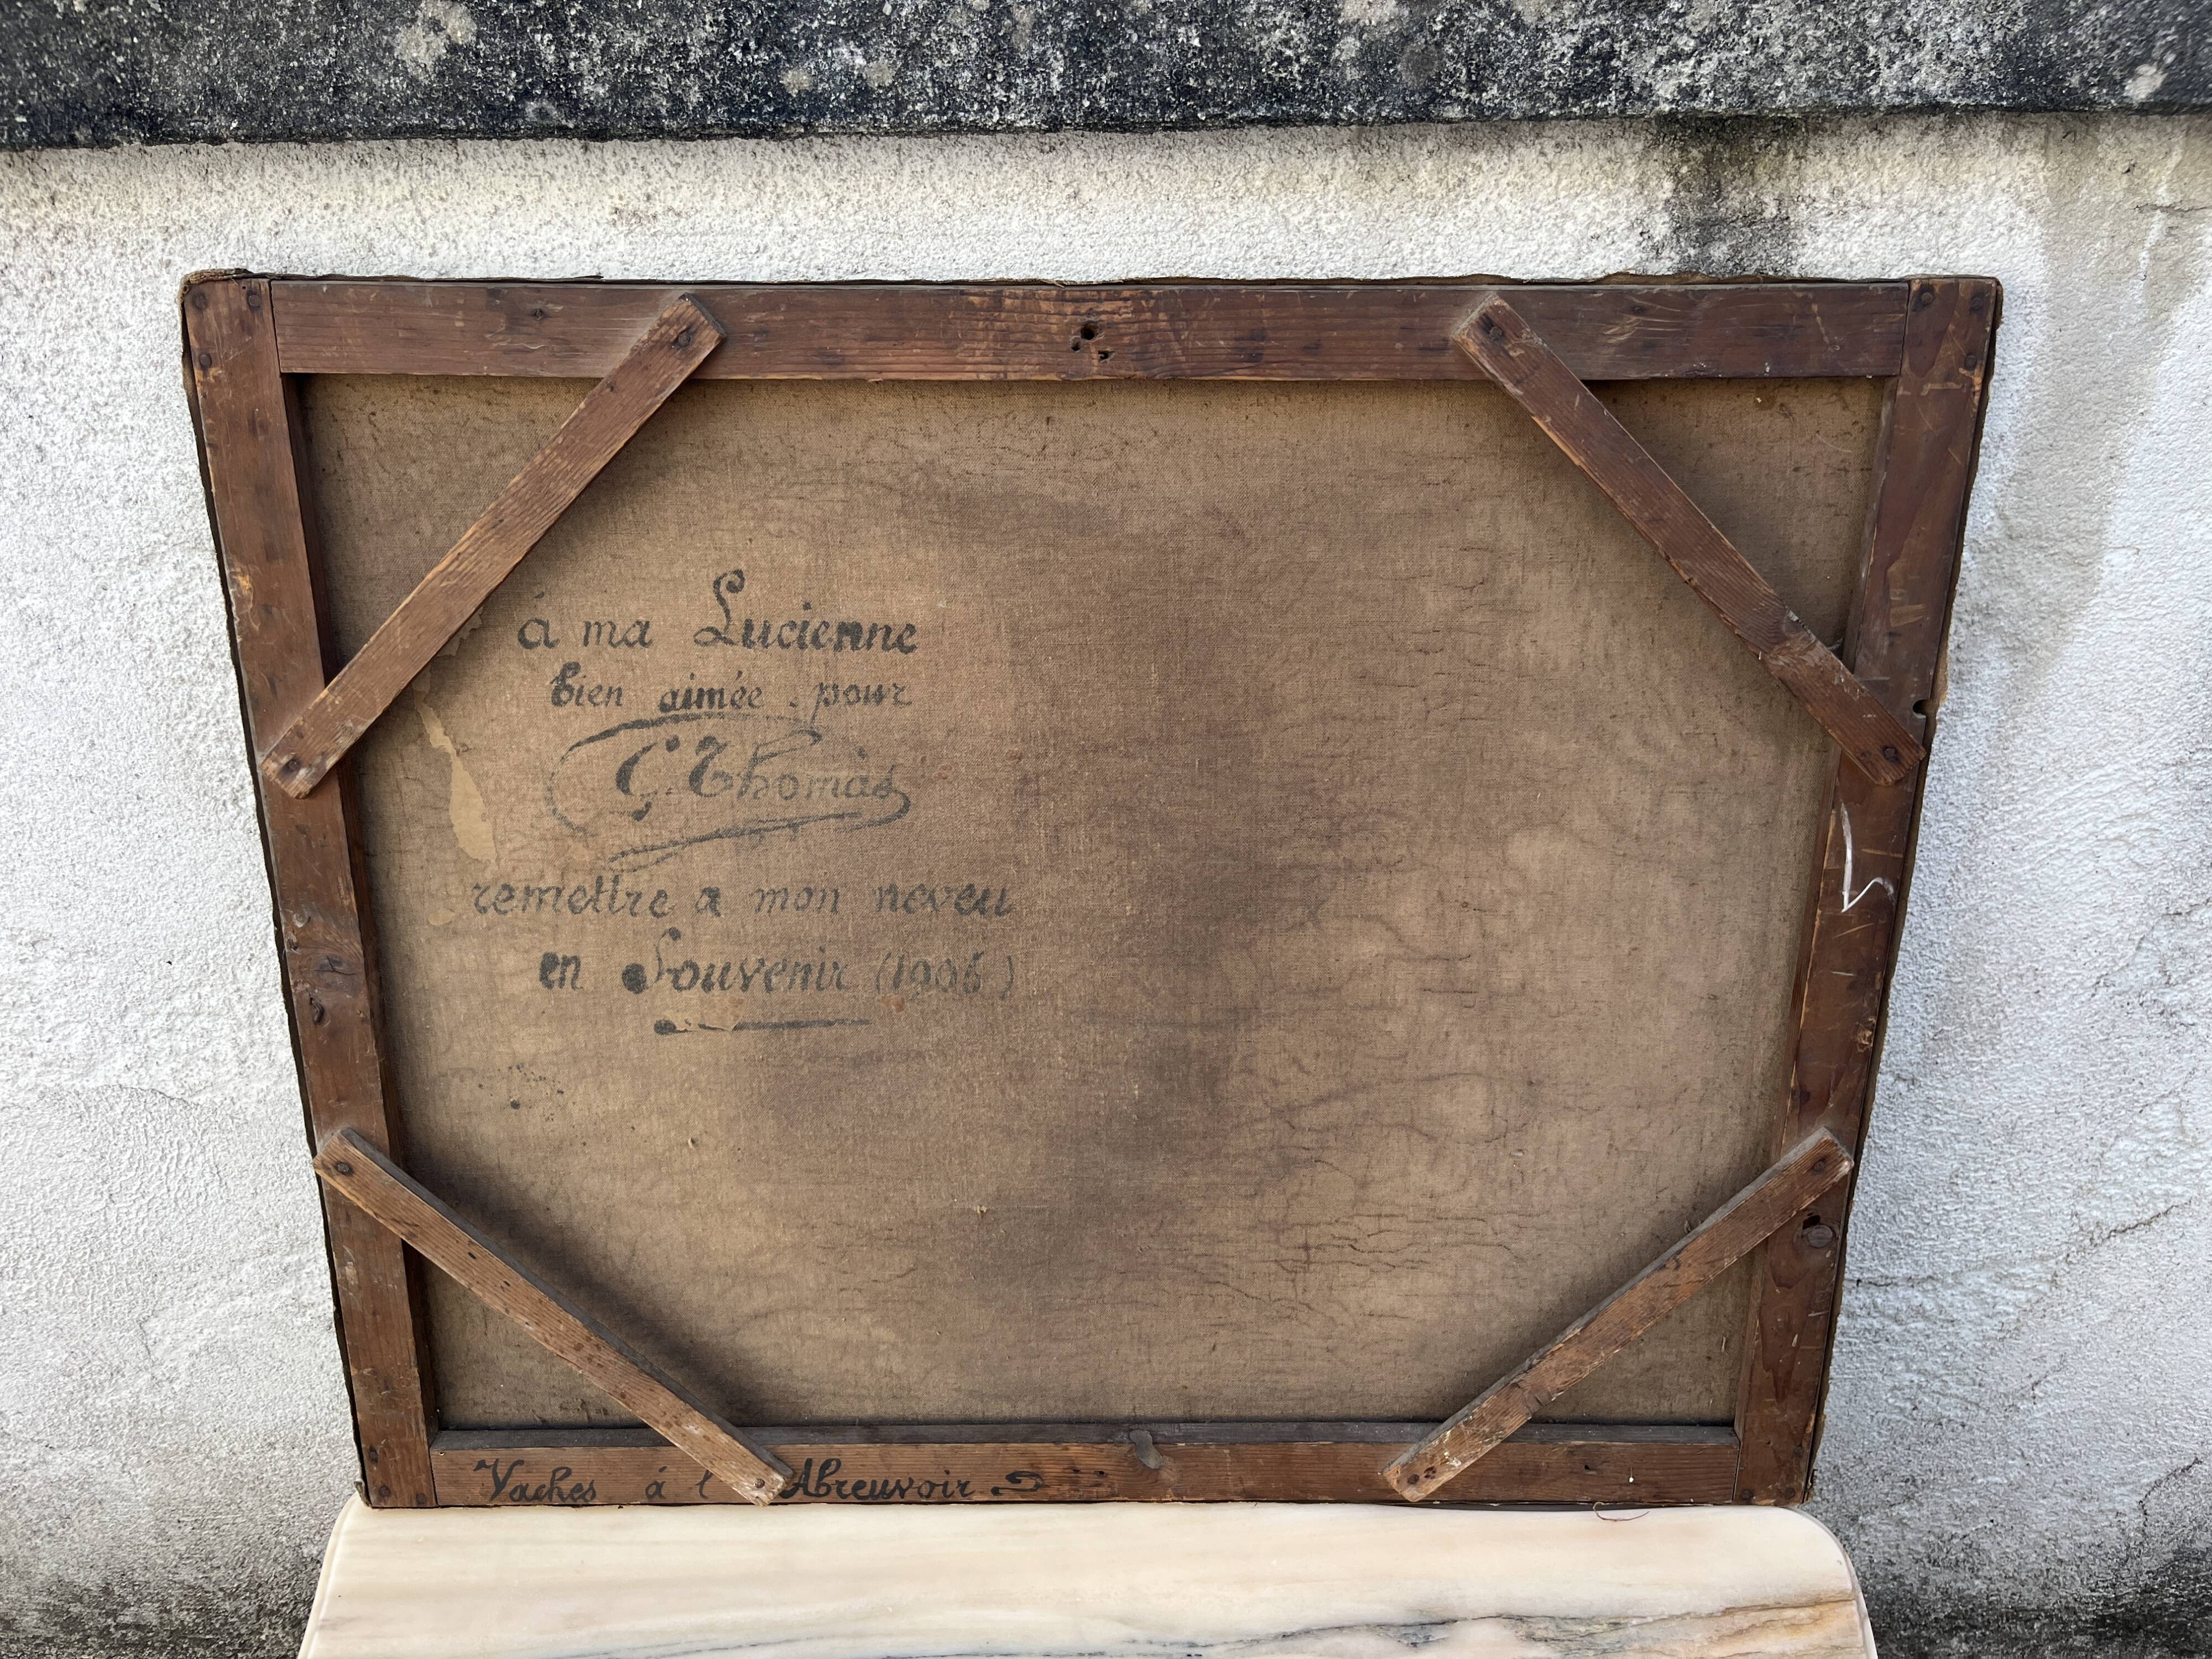 à ma Lucienne
bien aimée. pour
G. Thomas
remettre a mon neveu
en Souvenir (1906)
Vaches á l Abreuvoir